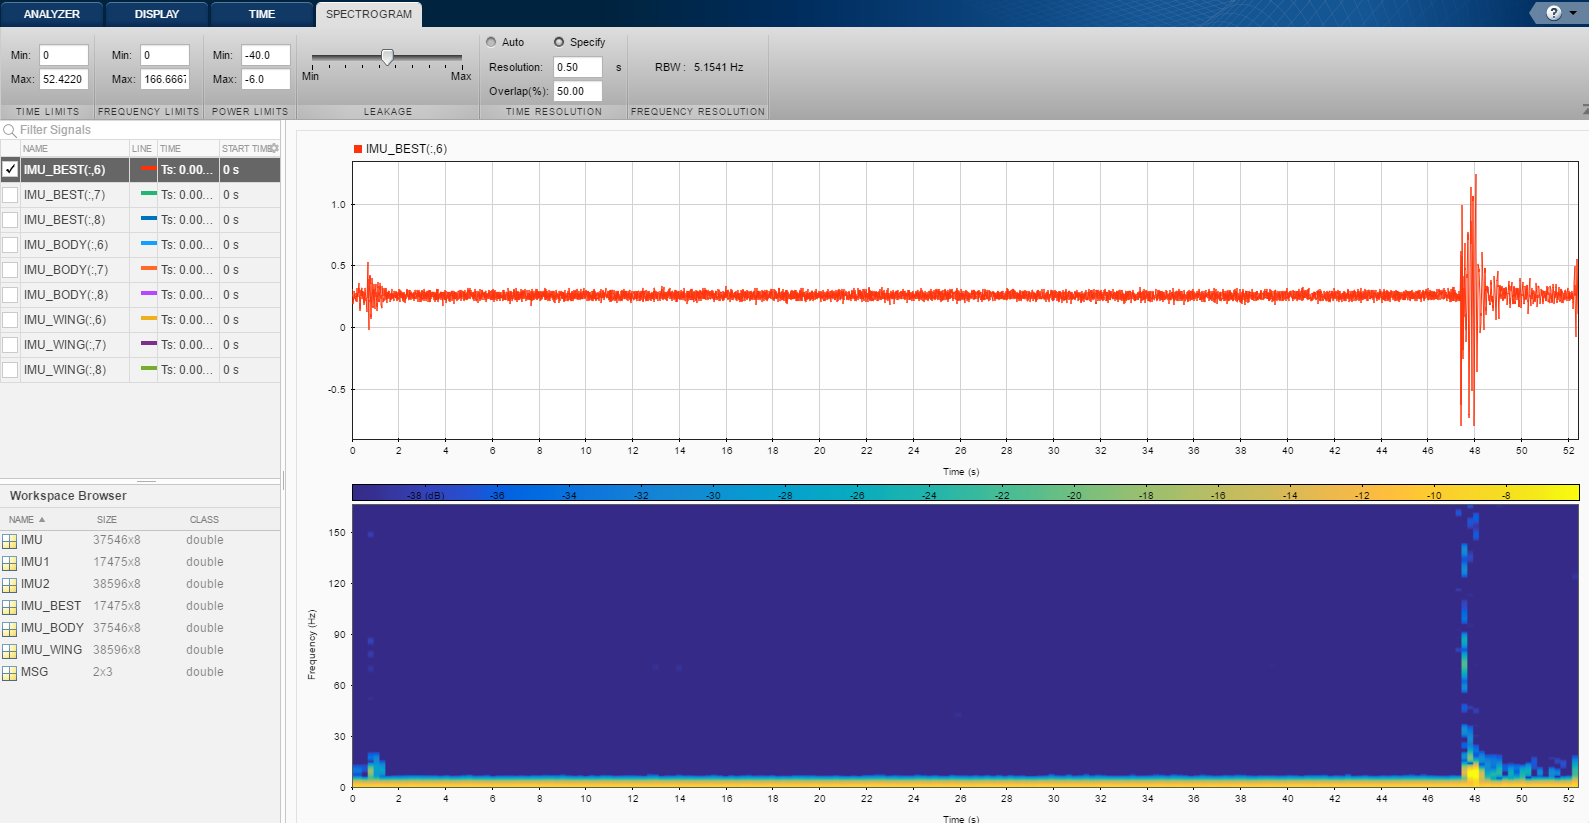 ANALYZER DISPLAY TIME SPECTROGRAM ?
Min: 0 Min: 0 Min: -40.0
Max: 52.4220 Max: 166.6667 Max: -6.0
Min Max
Auto Specify
Resolution: 0.50 s
Overlap(%): 50.00
RBW : 5.1541 Hz
TIME LIMITS FREQUENCY LIMITS POWER LIMITS LEAKAGE TIME RESOLUTION FREQUENCY RESOLUTION
Filter Signals
NAME LINE TIME START TIME
IMU_BEST(:,6) Ts: 0.00... 0 s
IMU_BEST(:,7) Ts: 0.00... 0 s
IMU_BEST(:,8) Ts: 0.00... 0 s
IMU_BODY(:,6) Ts: 0.00... 0 s
IMU_BODY(:,7) Ts: 0.00... 0 s
IMU_BODY(:,8) Ts: 0.00... 0 s
IMU_WING(:,6) Ts: 0.00... 0 s
IMU_WING(:,7) Ts: 0.00... 0 s
IMU_WING(:,8) Ts: 0.00... 0 s
Workspace Browser
NAME SIZE CLASS
IMU 37546x8 double
IMU1 17475x8 double
IMU2 38596x8 double
IMU_BEST 17475x8 double
IMU_BODY 37546x8 double
IMU_WING 38596x8 double
MSG 2x3 double
IMU_BEST(:,6)
1.0
0.5
0
-0.5
0 2 4 6 8 10 12 14 16 18 20 22 24 26 28 30 32 34 36 38 40 42 44 46 48 50 52
Time (s)
-38 (dB) -36 -34 -32 -30 -28 -26 -24 -22 -20 -18 -16 -14 -12 -10 -8
Frequency (Hz)
150
120
90
60
30
0
0 2 4 6 8 10 12 14 16 18 20 22 24 26 28 30 32 34 36 38 40 42 44 46 48 50 52
Time (s)